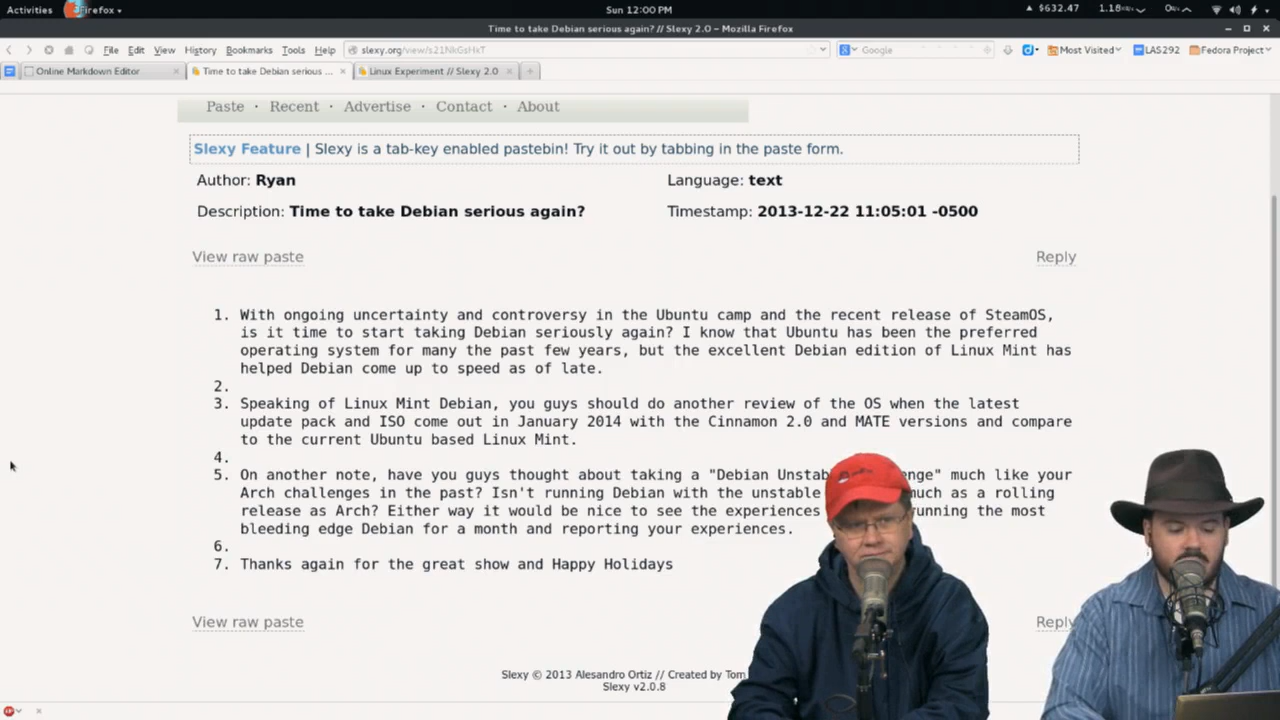 Activities Firefox Sun 12:00 PM $632.47 1.18
Time to take Debian serious again? // Slexy 2.0 - Mozilla Firefox
File Edit View History Bookmarks Tools Help slexy.org/view/s21NkGsHxT Google Most Visited LAS292 Fedora Project
Online Markdown Editor Time to take Debian serious ... Linux Experiment // Slexy 2.0
Paste · Recent · Advertise · Contact · About
Slexy Feature | Slexy is a tab-key enabled pastebin! Try it out by tabbing in the paste form.
Author: Ryan Language: text
Description: Time to take Debian serious again? Timestamp: 2013-12-22 11:05:01 -0500
View raw paste Reply
1. With ongoing uncertainty and controversy in the Ubuntu camp and the recent release of SteamOS,
is it time to start taking Debian seriously again? I know that Ubuntu has been the preferred
operating system for many the past few years, but the excellent Debian edition of Linux Mint has
helped Debian come up to speed as of late.
2.
3. Speaking of Linux Mint Debian, you guys should do another review of the OS when the latest
update pack and ISO come out in January 2014 with the Cinnamon 2.0 and MATE versions and compare
to the current Ubuntu based Linux Mint.
4.
5. On another note, have you guys thought about taking a "Debian Unstab enge" much like your
Arch challenges in the past? Isn't running Debian with the unstable much as a rolling
release as Arch? Either way it would be nice to see the experiences running the most
bleeding edge Debian for a month and reporting your experiences.
6.
7. Thanks again for the great show and Happy Holidays
View raw paste Reply
Slexy © 2013 Alesandro Ortiz // Created by Tom
Slexy v2.0.8